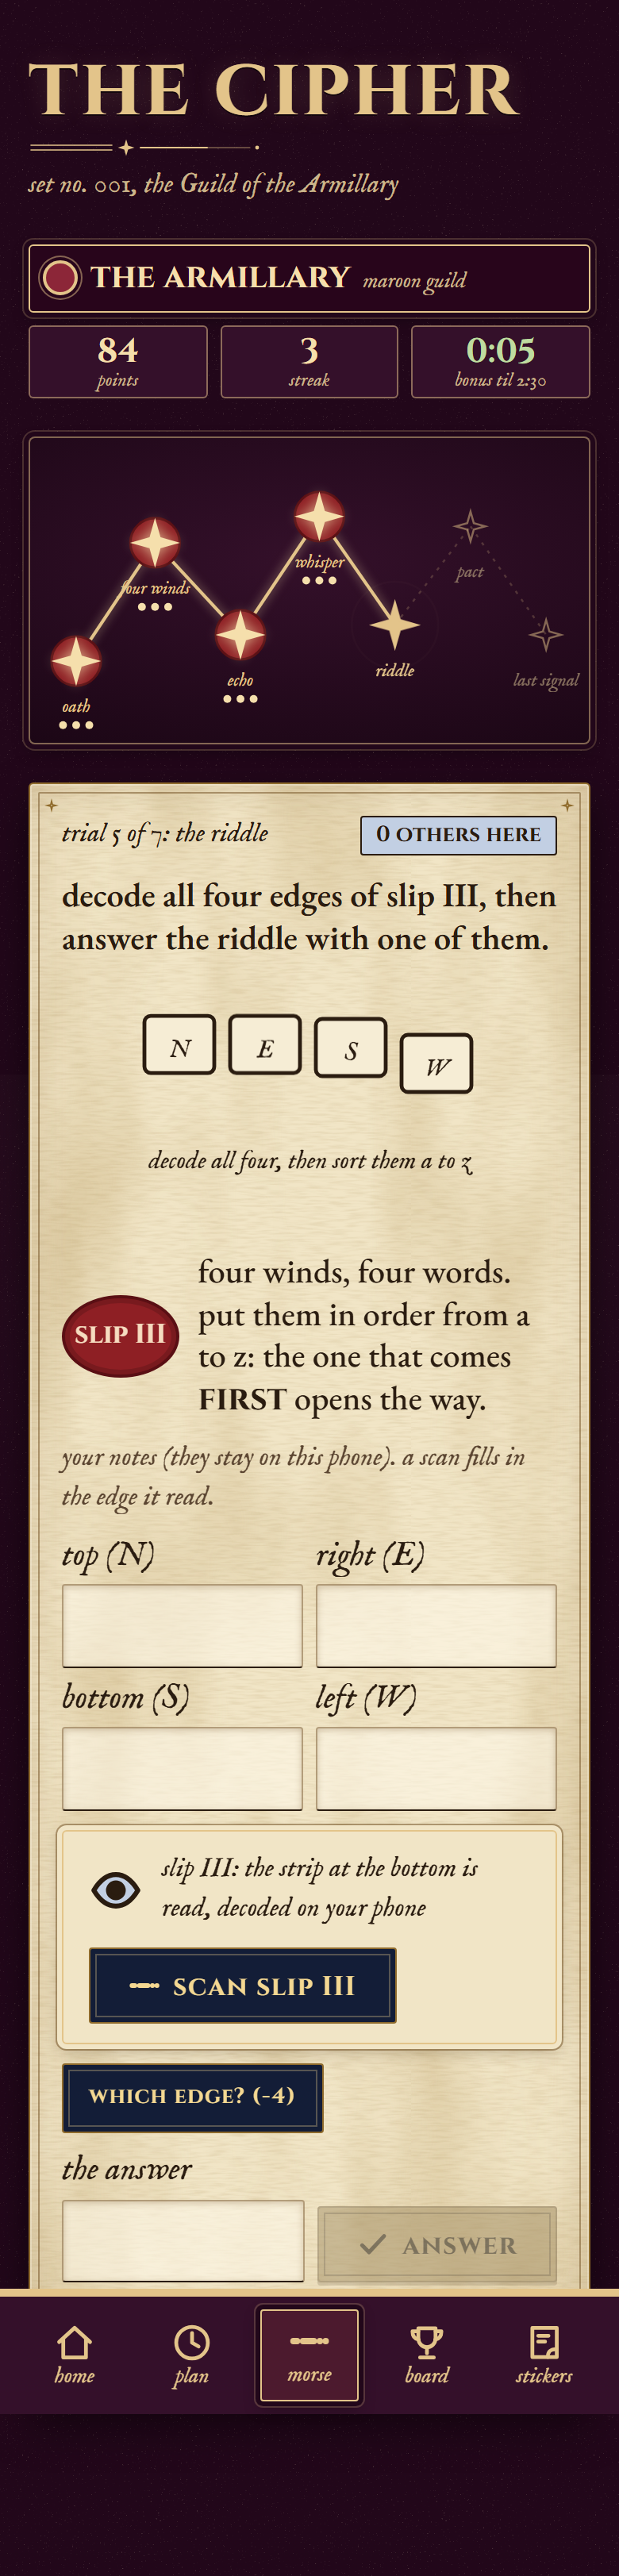 THE CIPHER
set no. 001, the Guild of the Armillary
THE ARMILLARY maroon guild
84
points
3
streak
0:05
bonus til 2:30
four winds
whisper
pact
oath
echo
riddle
last signal
trial 5 of 7: the riddle
0 OTHERS HERE
decode all four edges of slip III, then
answer the riddle with one of them.
N E S W
decode all four, then sort them a to z
SLIP III
four winds, four words.
put them in order from a
to z: the one that comes
FIRST opens the way.
your notes (they stay on this phone). a scan fills in
the edge it read.
top (N)
right (E)
bottom (S)
left (W)
slip III: the strip at the bottom is
read, decoded on your phone
SCAN SLIP III
WHICH EDGE? (-4)
the answer
ANSWER
home
plan
morse
board
stickers